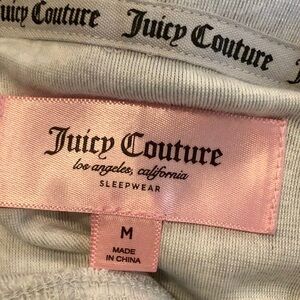 Juicy Couture Juicy Couture
Juicy Couture
los angeles, california
SLEEPWEAR
M
MADE
IN CHINA